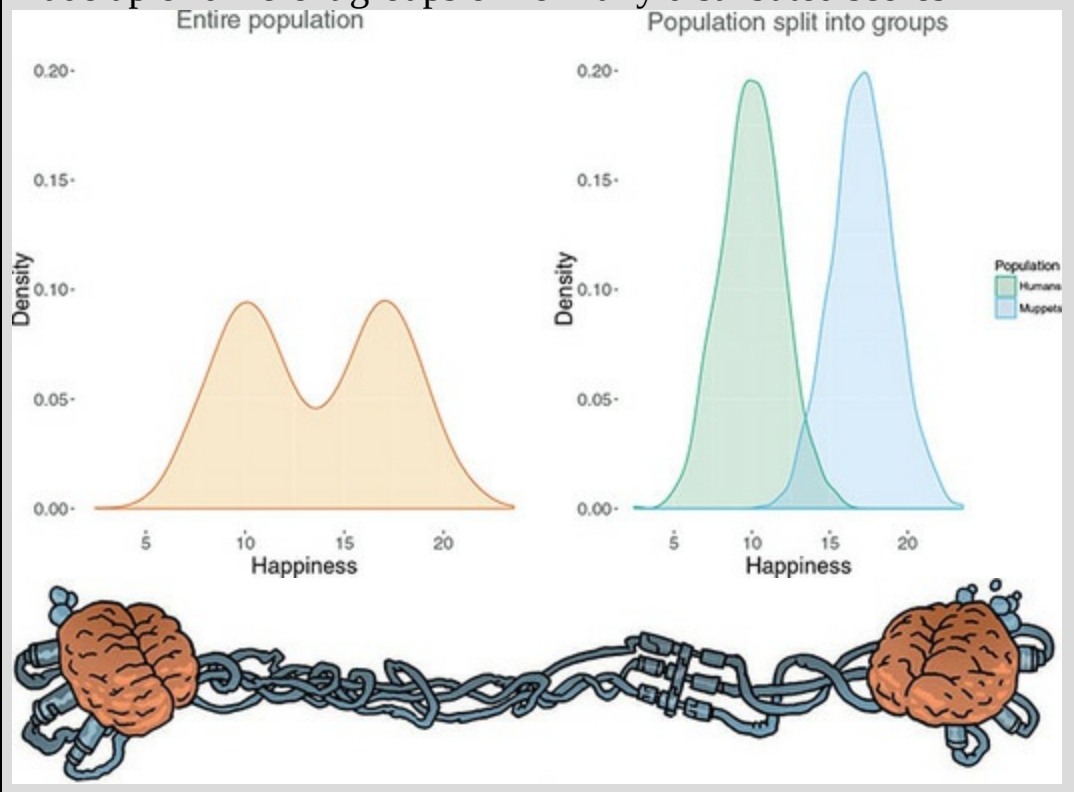 Entire population
Population split into groups
0.20-
0.15-
0.10-
0.05-
0.00-
Density
5
10
15
20
Happiness
0.20-
0.15-
0.10-
0.05-
0.00-
Density
5
10
15
20
Happiness
Population
Humans
Muppets